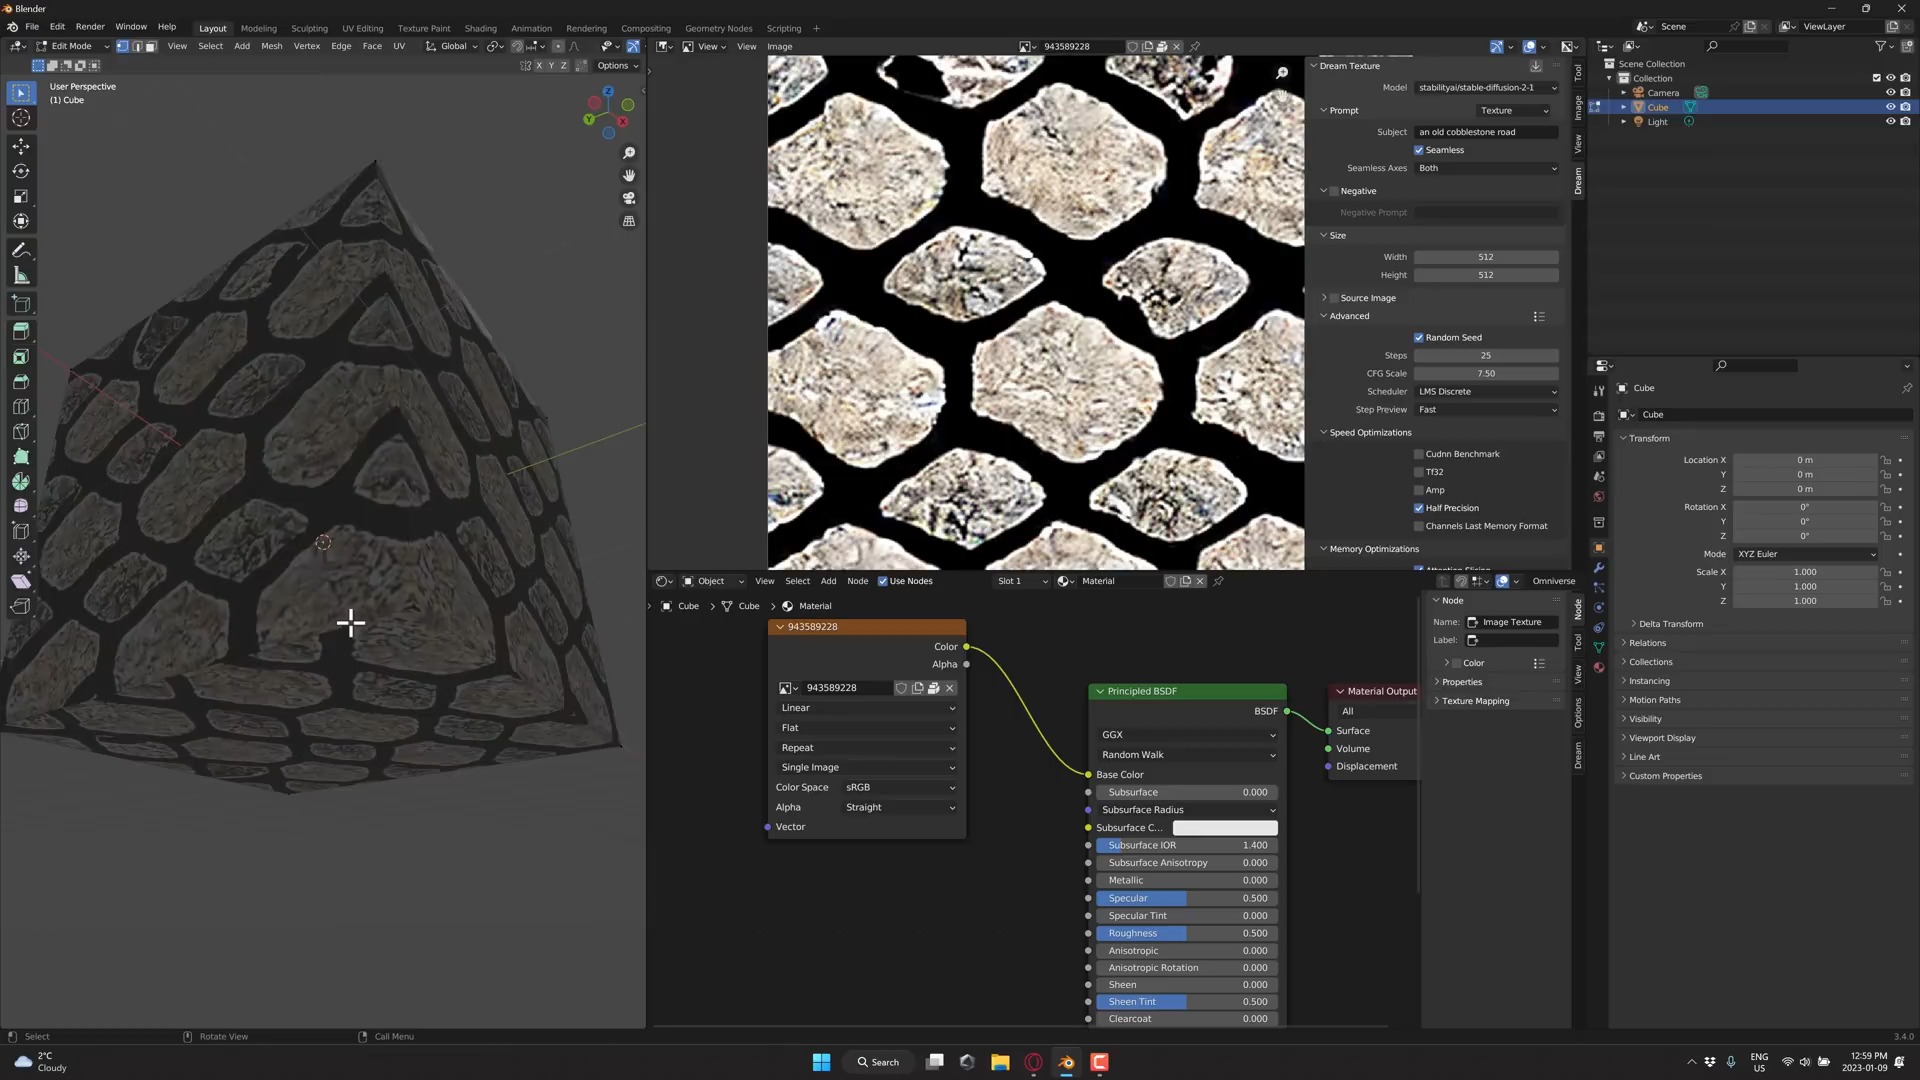 Blender
File Edit Render Window Help Layout Modeling Sculpting UV Editing Texture Paint Shading Animation Rendering Compositing Geometry Nodes Scripting + Scene ViewLayer
Edit Mode View Select Add Mesh Vertex Edge Face UV Global
X Y Z Options
User Perspective
(1) Cube
Z
Y
X
View View Image 943589228
Dream Texture
Model stabilityai/stable-diffusion-2-1
Prompt Texture
Subject an old cobblestone road
Seamless
Seamless Axes Both
Negative
Negative Prompt
Size
Width 512
Height 512
Source Image
Advanced
Random Seed
Steps 25
CFG Scale 7.50
Scheduler LMS Discrete
Step Preview Fast
Speed Optimizations
Cudnn Benchmark
Tf32
Amp
Half Precision
Channels Last Memory Format
Memory Optimizations
Attention Slicing
Tool
Image
View
Dream
Scene Collection
Collection
Camera
Cube
Light
Cube
Cube
Transform
Location X 0 m
Y 0 m
Z 0 m
Rotation X 0°
Y 0°
Z 0°
Mode XYZ Euler
Scale X 1.000
Y 1.000
Z 1.000
Delta Transform
Relations
Collections
Instancing
Motion Paths
Visibility
Viewport Display
Line Art
Custom Properties
Object View Select Add Node Use Nodes Slot 1 Material Omniverse
Cube Cube Material
943589228
Color
Alpha
943589228
Linear
Flat
Repeat
Single Image
Color Space sRGB
Alpha Straight
Vector
Principled BSDF
BSDF
GGX
Random Walk
Base Color
Subsurface 0.000
Subsurface Radius
Subsurface C...
Subsurface IOR 1.400
Subsurface Anisotropy 0.000
Metallic 0.000
Specular 0.500
Specular Tint 0.000
Roughness 0.500
Anisotropic 0.000
Anisotropic Rotation 0.000
Sheen 0.000
Sheen Tint 0.500
Clearcoat 0.000
Material Output
All
Surface
Volume
Displacement
Node
Name: Image Texture
Label:
Color
Properties
Texture Mapping
Node
Tool
View
Options
Dream
Select Rotate View Call Menu 3.4.0
2°C
Cloudy
Search
ENG
US
12:59 PM
2023-01-09